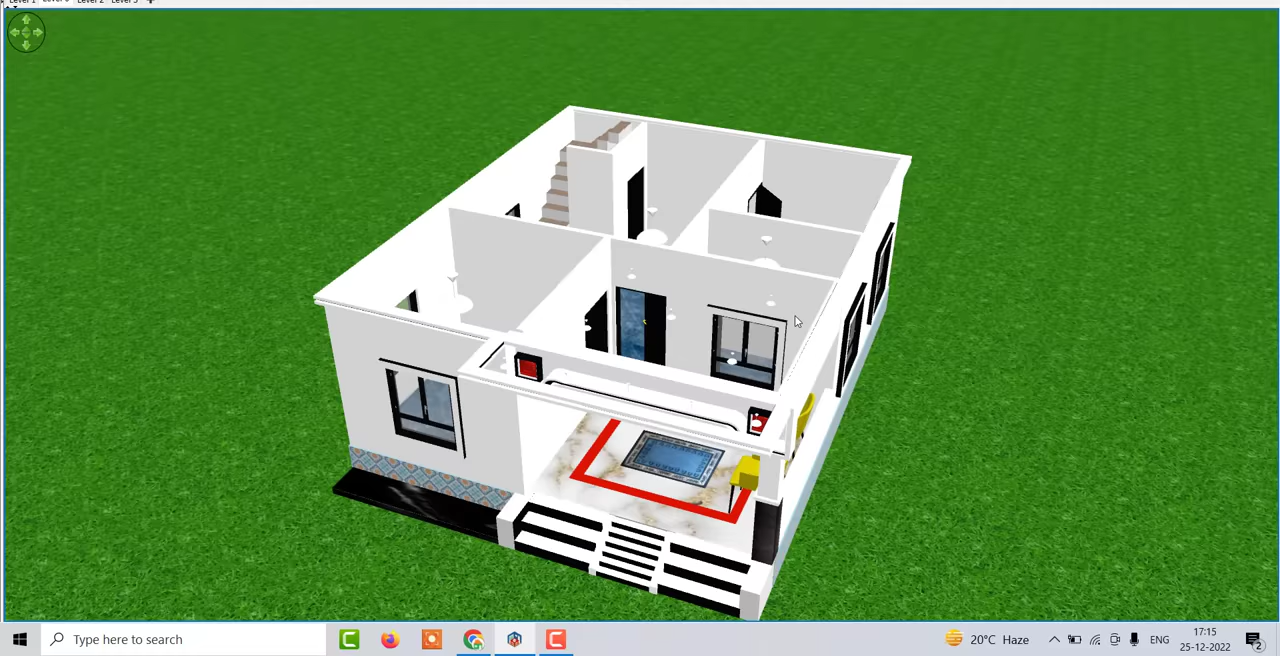 Type here to search
20°C Haze
ENG
17:15
25-12-2022
2